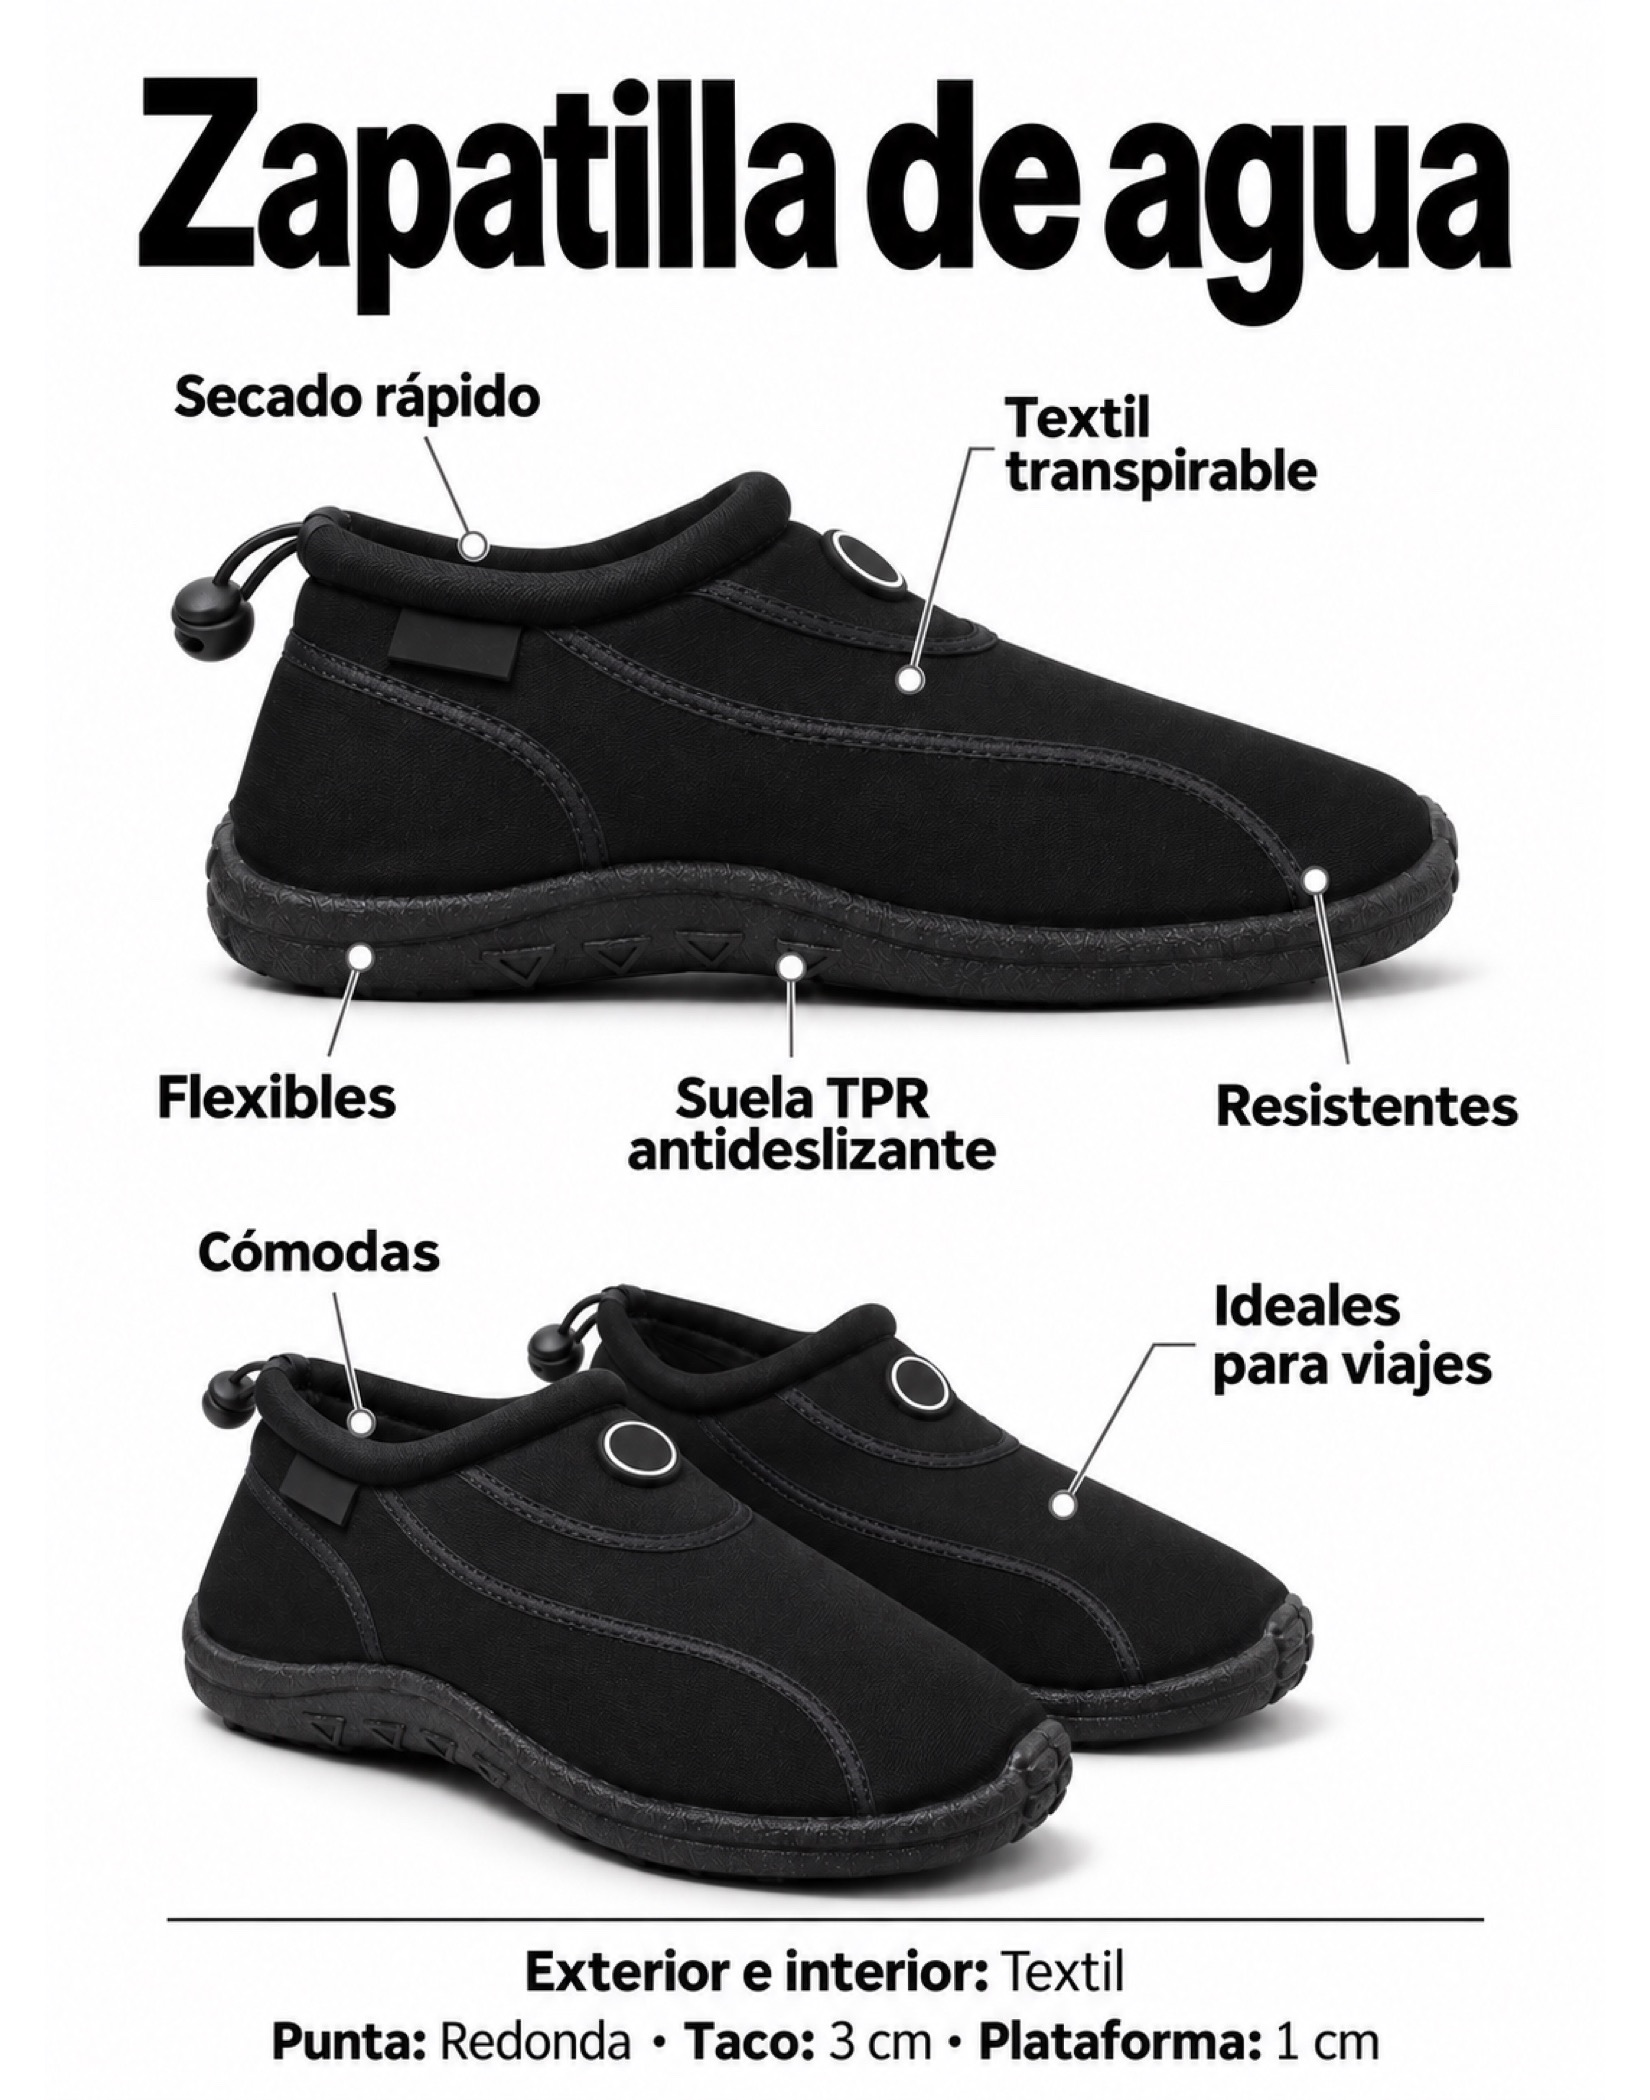 Zapatilla de agua
Secado rápido
Textil
transpirable
Flexibles
Suela TPR
antideslizante
Resistentes
Cómodas
Ideales
para viajes
Exterior e interior: Textil
Punta: Redonda • Taco: 3 cm • Plataforma: 1 cm